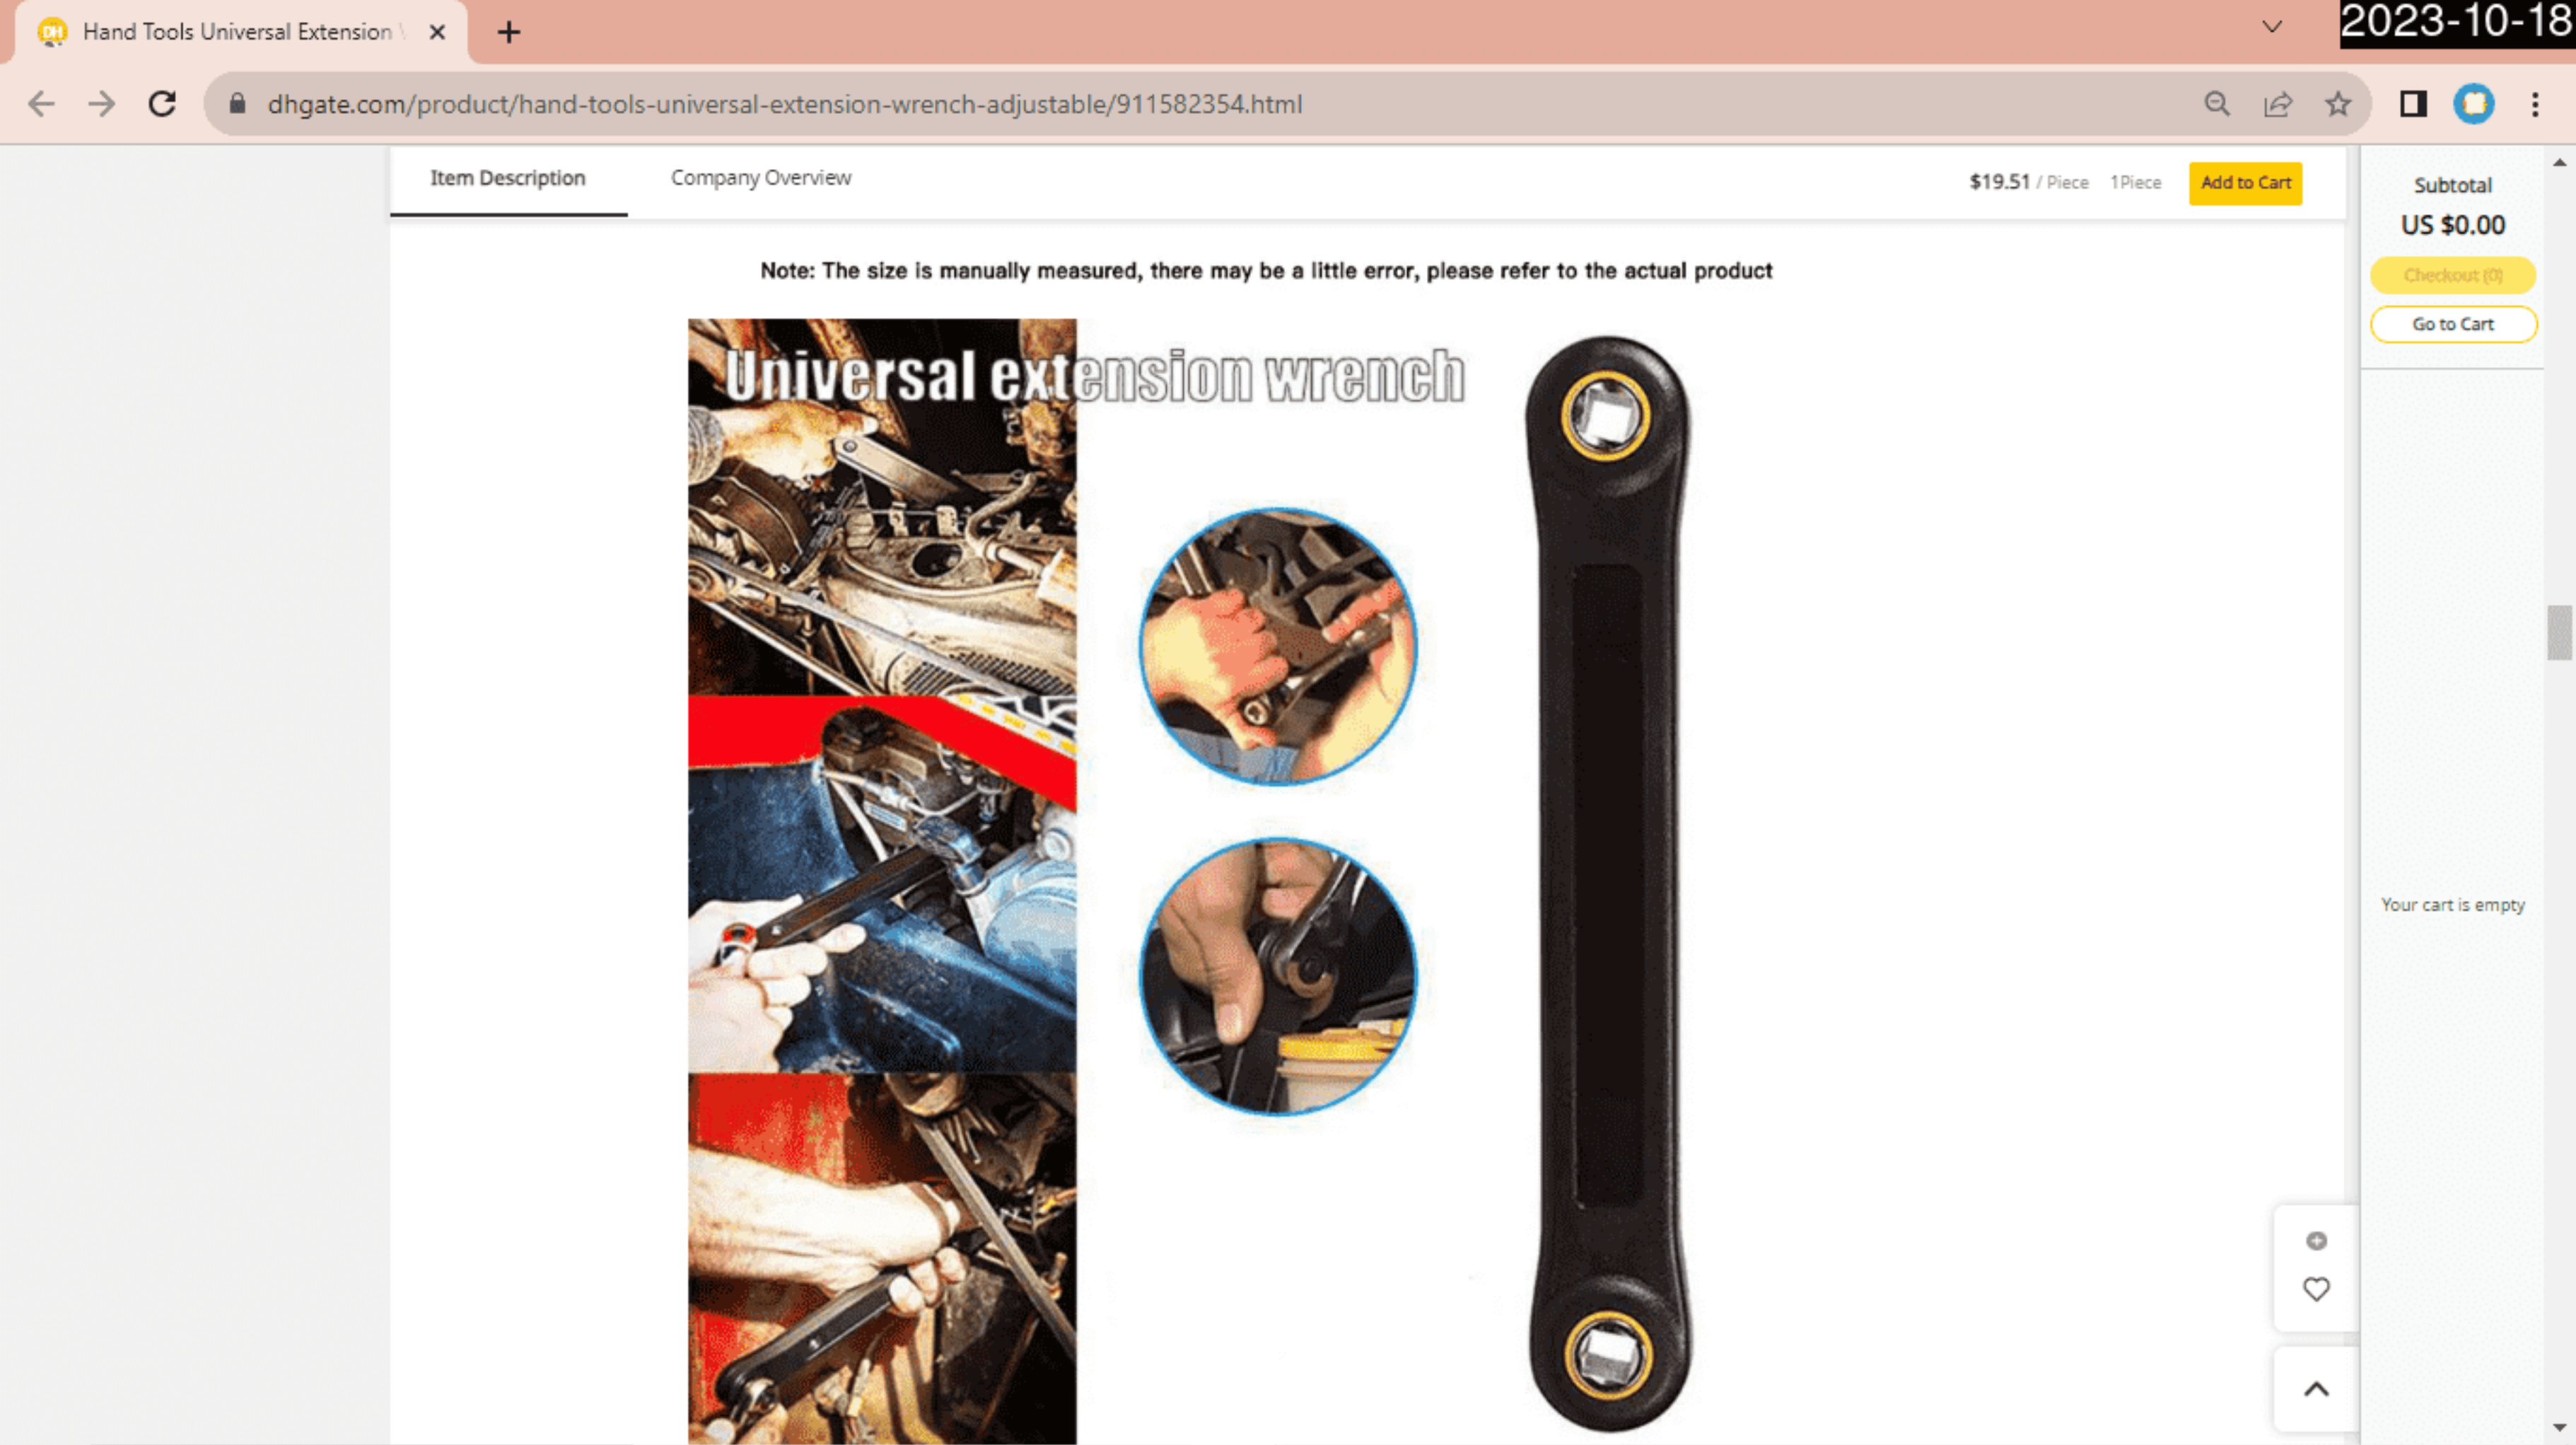 Hand Tools Universal Extension
2023-10-18
dhgate.com/product/hand-tools-universal-extension-wrench-adjustable/911582354.html
Item Description
Company Overview
$19.51 / Piece 1Piece
Add to Cart
Subtotal
US $0.00
Checkout (0)
Go to Cart
Note: The size is manually measured, there may be a little error, please refer to the actual product
Universal extension wrench
Your cart is empty